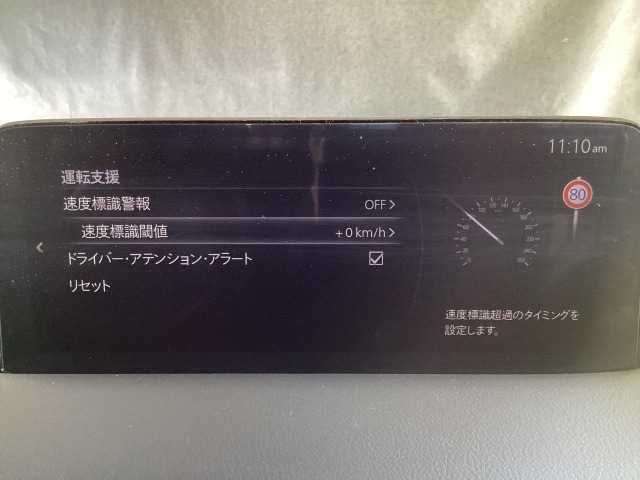 11:10am
運転支援
速度標識警報 OFF
速度標識閾値 +0km/h
ドライバー・アテンション・アラート
リセット
80
速度標識超過のタイミングを
設定します。